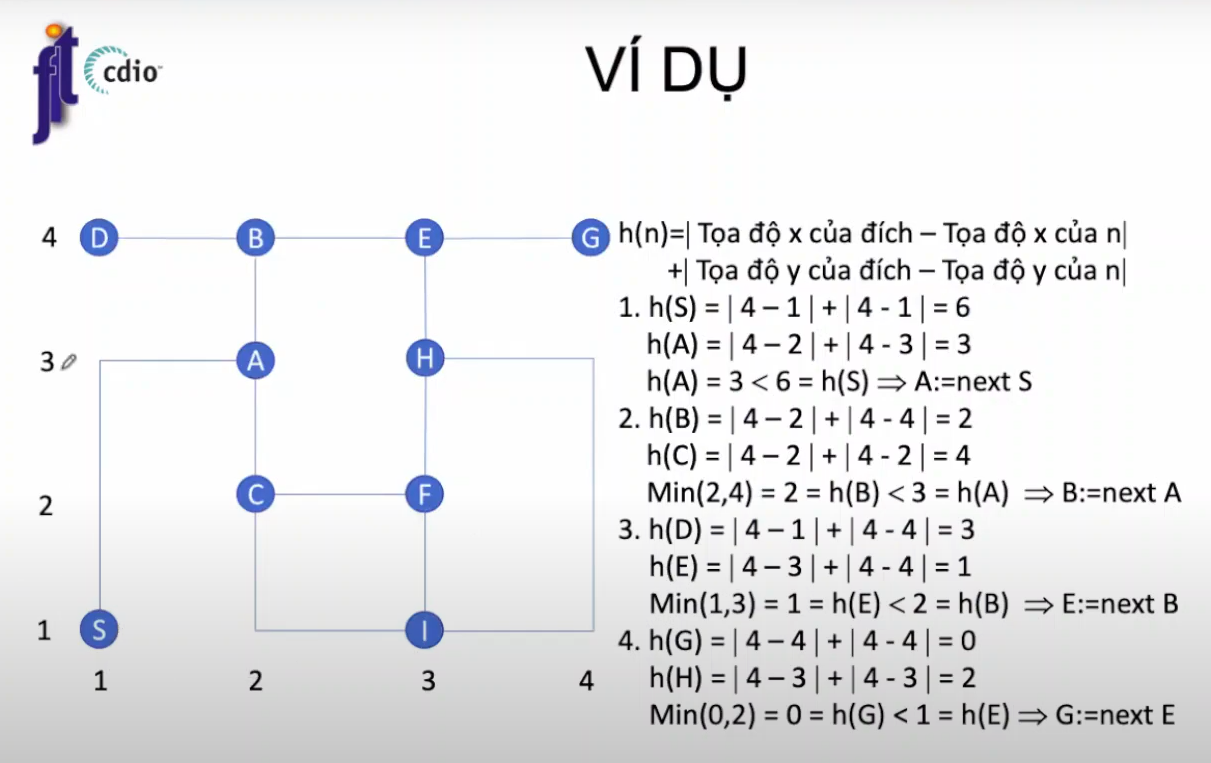 fit
cdio™
VÍ DỤ
4 D B E G
3 A H
2 C F
1 S I
1 2 3 4
h(n)=| Tọa độ x của đích – Tọa độ x của n|
+| Tọa độ y của đích – Tọa độ y của n|
1. h(S) = | 4 – 1 | + | 4 - 1 | = 6
h(A) = | 4 – 2 | + | 4 - 3 | = 3
h(A) = 3 < 6 = h(S) ⇒ A:=next S
2. h(B) = | 4 – 2 | + | 4 - 4 | = 2
h(C) = | 4 – 2 | + | 4 - 2 | = 4
Min(2,4) = 2 = h(B) < 3 = h(A) ⇒ B:=next A
3. h(D) = | 4 – 1 | + | 4 - 4 | = 3
h(E) = | 4 – 3 | + | 4 - 4 | = 1
Min(1,3) = 1 = h(E) < 2 = h(B) ⇒ E:=next B
4. h(G) = | 4 – 4 | + | 4 - 4 | = 0
h(H) = | 4 – 3 | + | 4 - 3 | = 2
Min(0,2) = 0 = h(G) < 1 = h(E) ⇒ G:=next E